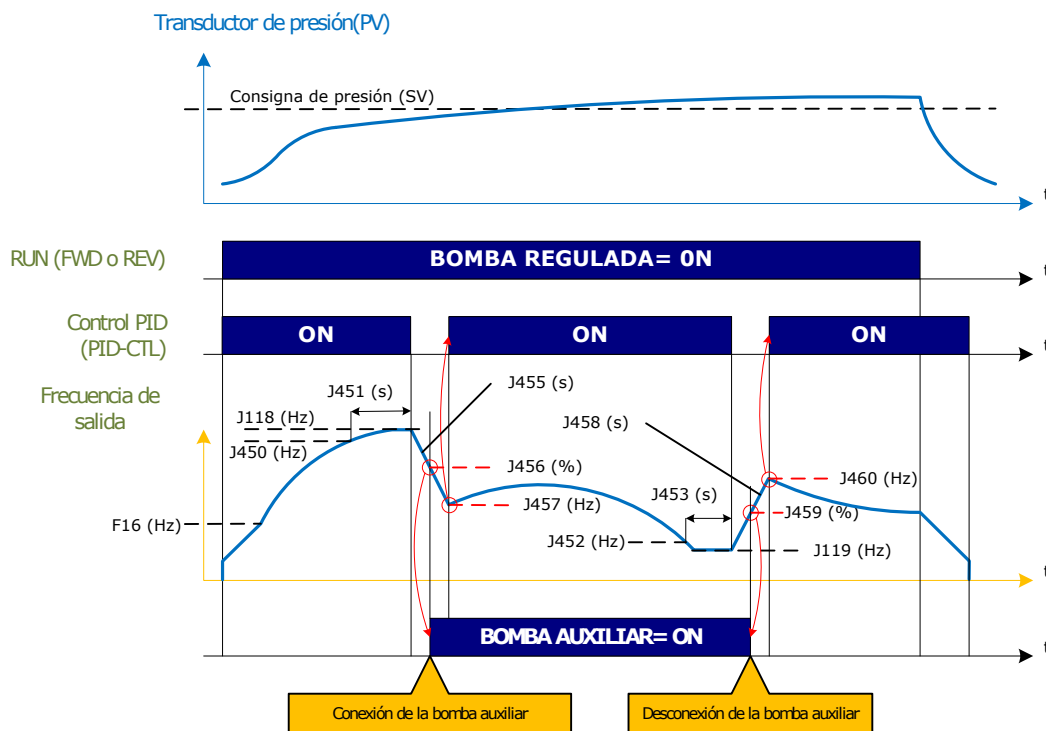 Transductor de presión(PV)
Consigna de presión (SV)
t
RUN (FWD o REV)
BOMBA REGULADA= 0N
t
Control PID
(PID-CTL)
ON
ON
ON
t
Frecuencia de
salida
J451 (s)
J455 (s)
J118 (Hz)
J458 (s)
J450 (Hz)
J456 (%)
J460 (Hz)
J453 (s)
J457 (Hz)
J459 (%)
F16 (Hz)
J452 (Hz)
J119 (Hz)
t
BOMBA AUXILIAR= ON
t
Conexión de la bomba auxiliar
Desconexión de la bomba auxiliar